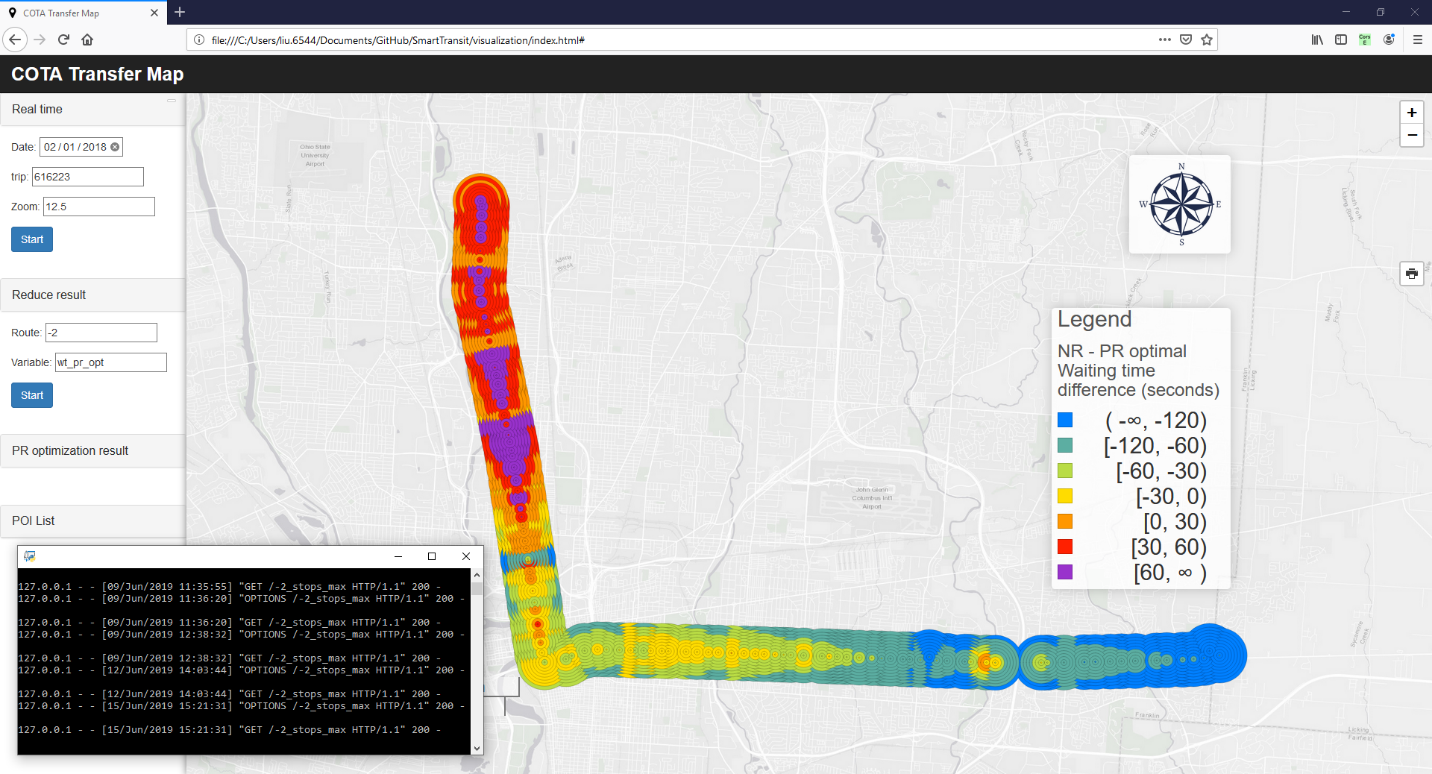 COTA Transfer Map
file:///C:/Users/liu.6544/Documents/GitHub/SmartTransit/visualization/index.html#
COTA Transfer Map
Real time
Date: 02 / 01 / 2018
trip: 616223
Zoom: 12.5
Start
Reduce result
Route: -2
Variable: wt_pr_opt
Start
PR optimization result
POI List
127.0.0.1 - - [09/Jun/2019 11:35:55] "GET /-2_stops_max HTTP/1.1" 200 -
127.0.0.1 - - [09/Jun/2019 11:36:20] "OPTIONS /-2_stops_max HTTP/1.1" 200 -
127.0.0.1 - - [09/Jun/2019 11:36:20] "GET /-2_stops_max HTTP/1.1" 200 -
127.0.0.1 - - [09/Jun/2019 12:38:32] "OPTIONS /-2_stops_max HTTP/1.1" 200 -
127.0.0.1 - - [09/Jun/2019 12:38:32] "GET /-2_stops_max HTTP/1.1" 200 -
127.0.0.1 - - [12/Jun/2019 14:03:44] "OPTIONS /-2_stops_max HTTP/1.1" 200 -
127.0.0.1 - - [12/Jun/2019 14:03:44] "GET /-2_stops_max HTTP/1.1" 200 -
127.0.0.1 - - [15/Jun/2019 15:21:31] "OPTIONS /-2_stops_max HTTP/1.1" 200 -
127.0.0.1 - - [15/Jun/2019 15:21:31] "GET /-2_stops_max HTTP/1.1" 200 -
Ohio State
University
Airport
John Glenn
Columbus Int'l
Airport
Franklin
+
−
N
W E
S
Legend
NR - PR optimal
Waiting time
difference (seconds)
( -∞, -120)
[-120, -60)
[-60, -30)
[-30, 0)
[0, 30)
[30, 60)
[60, ∞ )